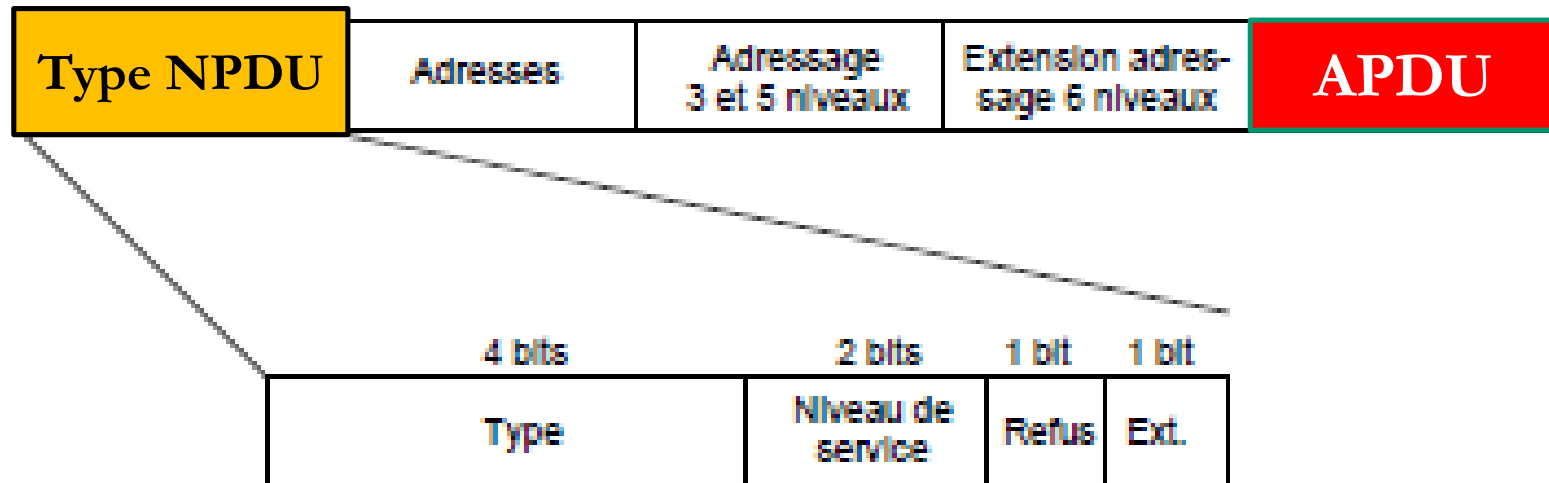 Type NPDU
Adresses
Adressage
3 et 5 niveaux
Extension adres-
sage 6 niveaux
APDU
4 bits
2 bits
1 bit
1 bit
Type
Niveau de
service
Refus
Ext.